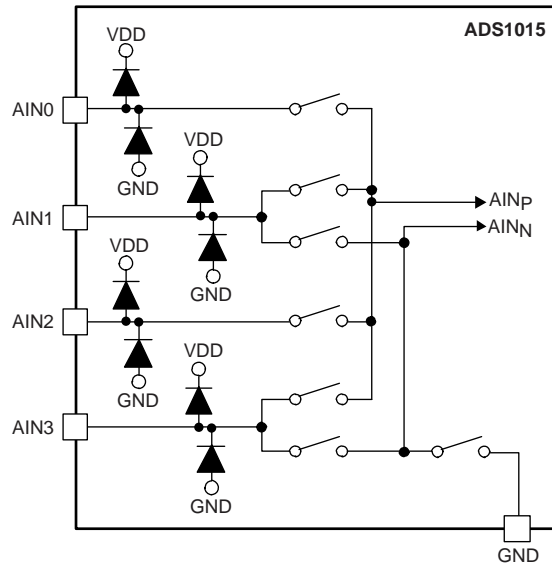 ADS1015
VDD
AIN0
VDD
GND
AINP
AIN1
AINN
VDD
GND
AIN2
VDD
GND
AIN3
GND
GND